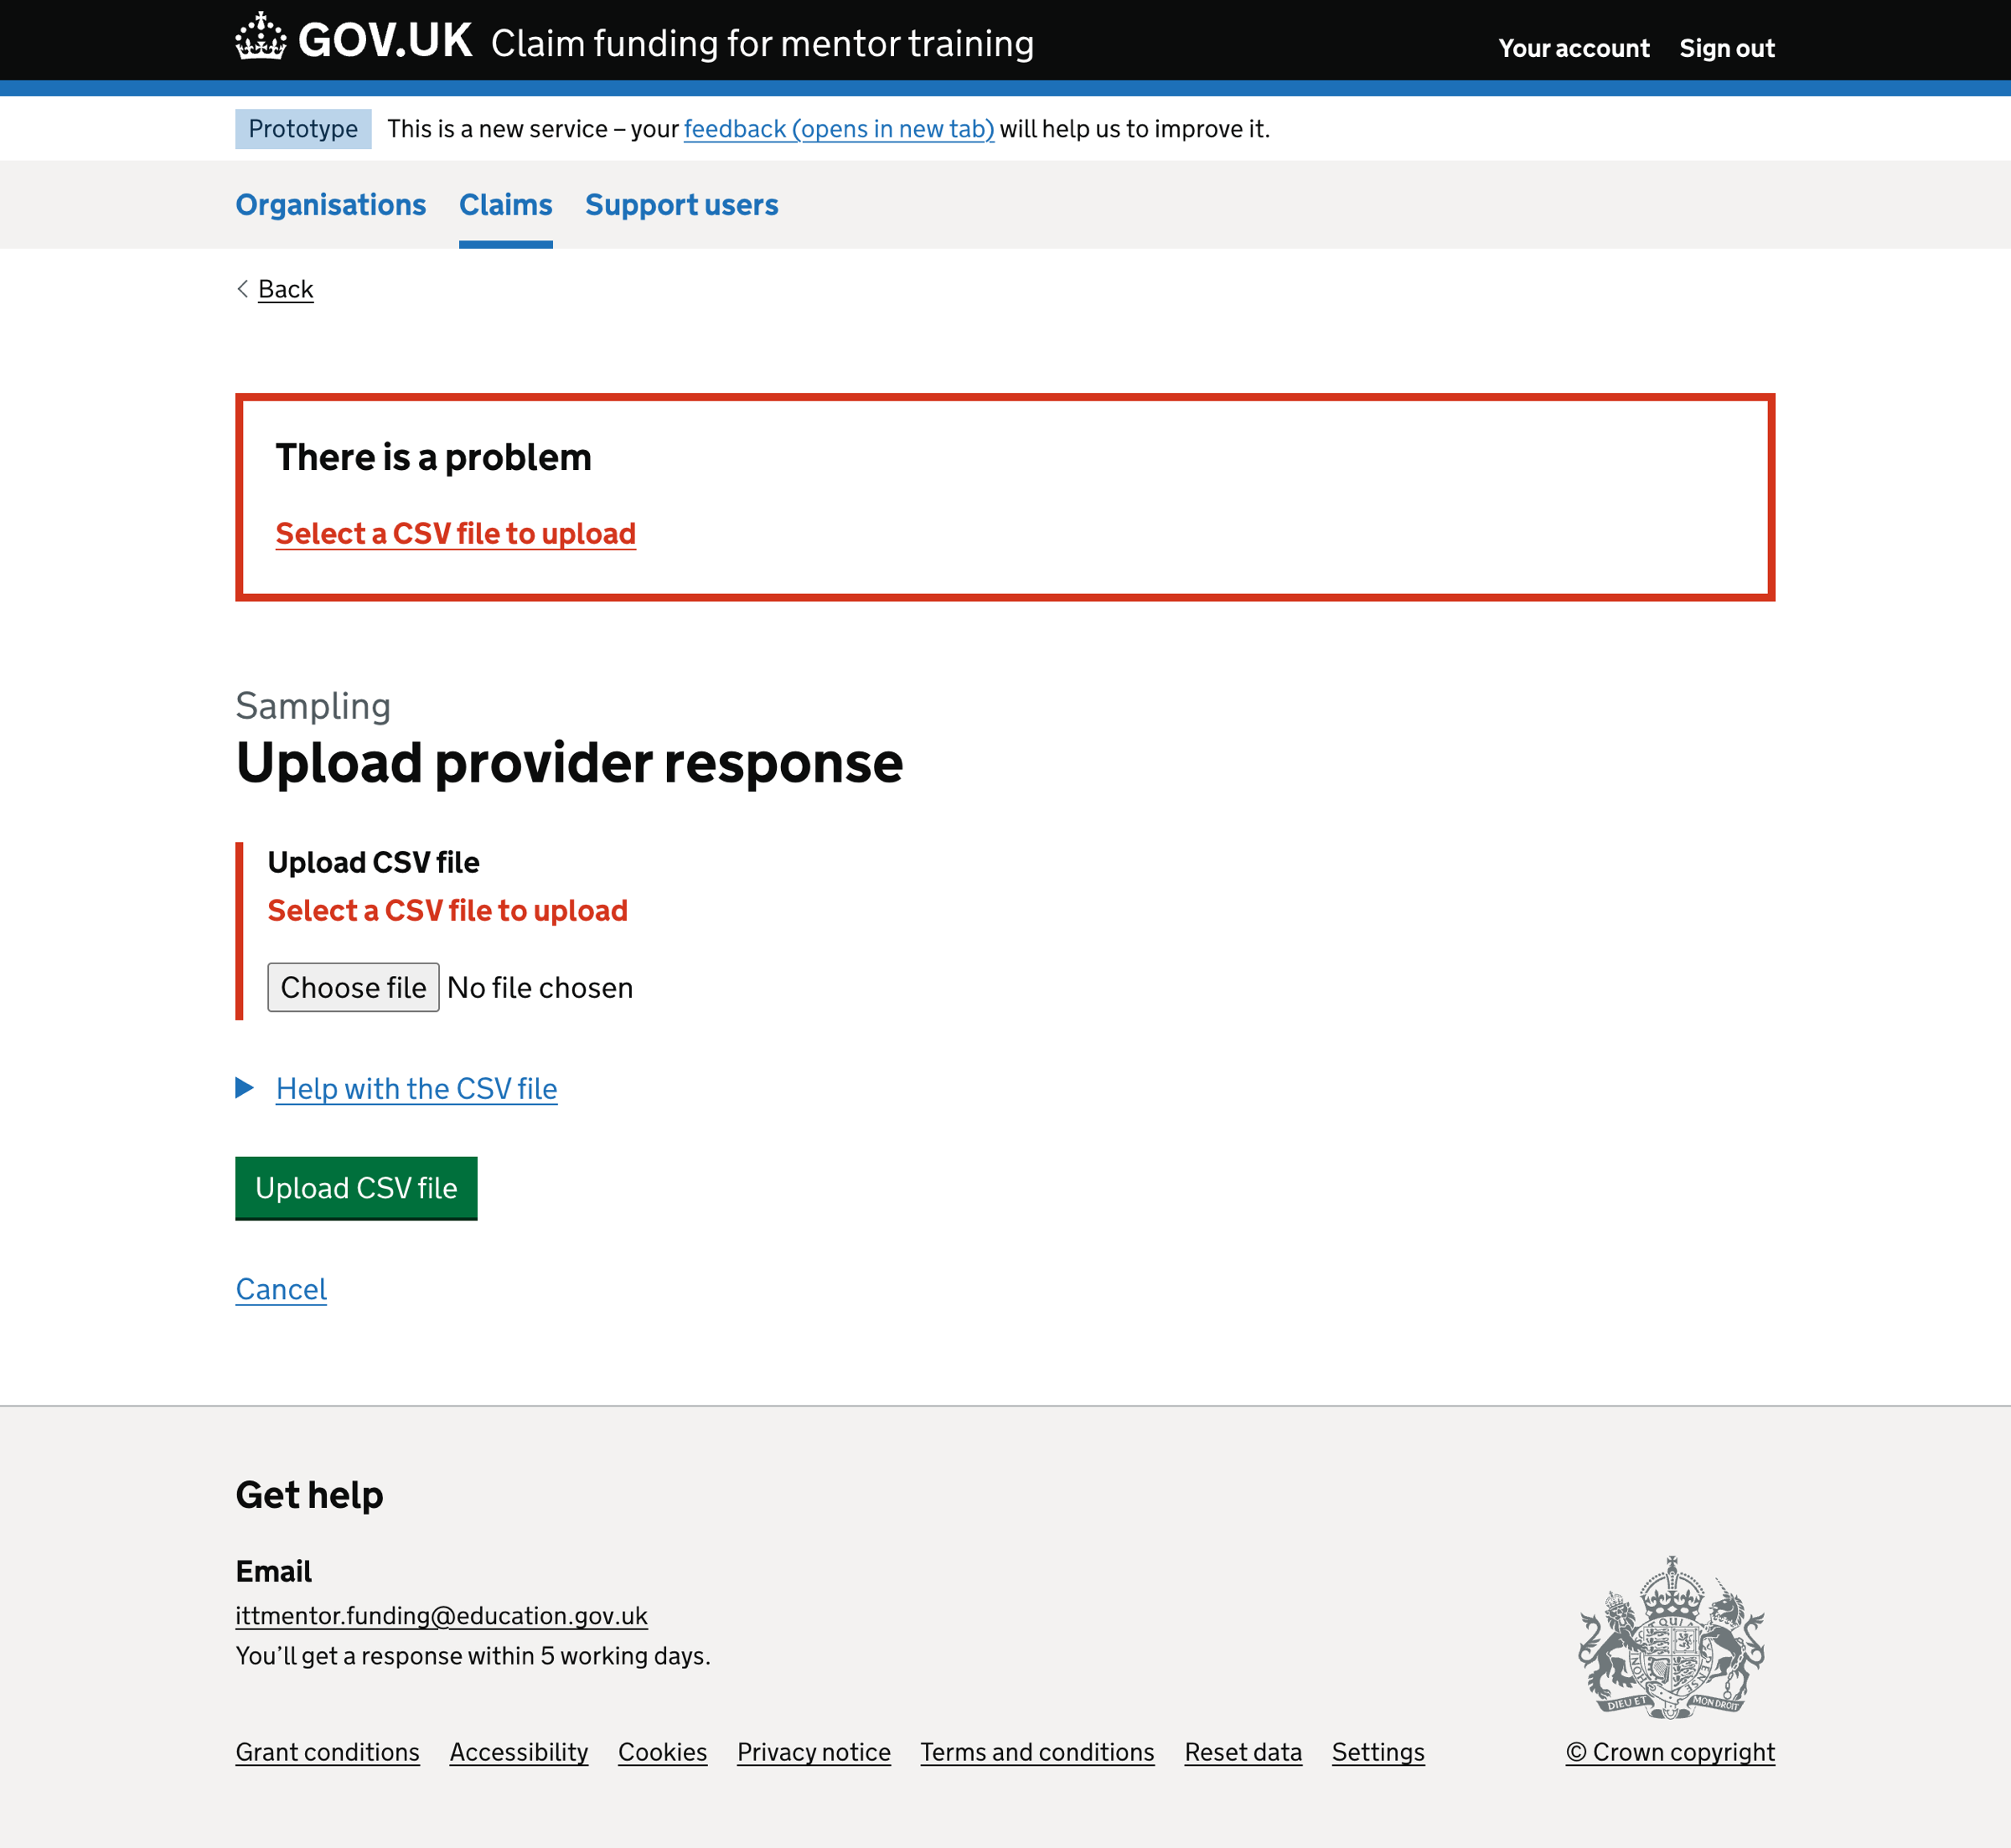 GOV.UK Claim funding for mentor training Your account Sign out
Prototype This is a new service – your feedback (opens in new tab) will help us to improve it.
Organisations Claims Support users
Back
There is a problem
Select a CSV file to upload
Sampling
Upload provider response
Upload CSV file
Select a CSV file to upload
Choose file No file chosen
Help with the CSV file
Upload CSV file
Cancel
Get help
Email
ittmentor.funding@education.gov.uk
You’ll get a response within 5 working days.
DIEU ET MON DROIT
Grant conditions Accessibility Cookies Privacy notice Terms and conditions Reset data Settings © Crown copyright